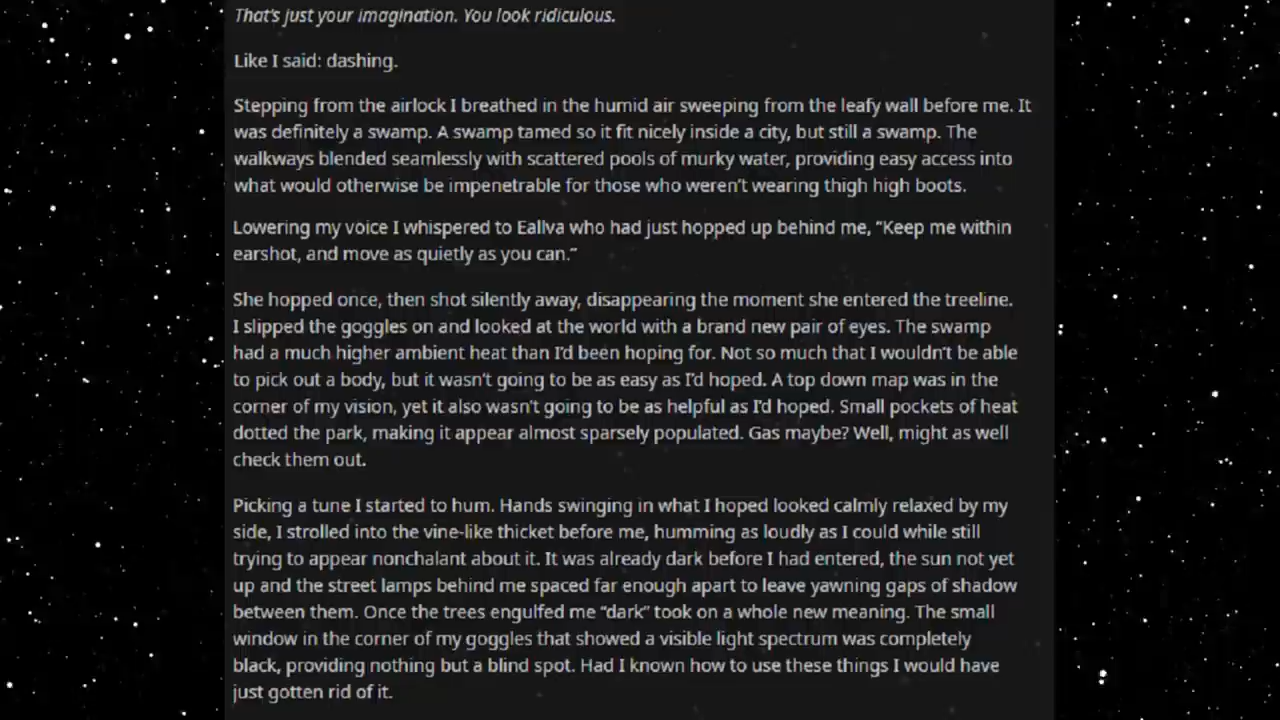 That's just your imagination. You look ridiculous.
Like I said: dashing.
Stepping from the airlock I breathed in the humid air sweeping from the leafy wall before me. It
was definitely a swamp. A swamp tamed so it fit nicely inside a city, but still a swamp. The
walkways blended seamlessly with scattered pools of murky water, providing easy access into
what would otherwise be impenetrable for those who weren't wearing thigh high boots.
Lowering my voice I whispered to Eallva who had just hopped up behind me, “Keep me within
earshot, and move as quietly as you can.”
She hopped once, then shot silently away, disappearing the moment she entered the treeline.
I slipped the goggles on and looked at the world with a brand new pair of eyes. The swamp
had a much higher ambient heat than I'd been hoping for. Not so much that I wouldn't be able
to pick out a body, but it wasn't going to be as easy as I'd hoped. A top down map was in the
corner of my vision, yet it also wasn't going to be as helpful as I'd hoped. Small pockets of heat
dotted the park, making it appear almost sparsely populated. Gas maybe? Well, might as well
check them out.
Picking a tune I started to hum. Hands swinging in what I hoped looked calmly relaxed by my
side, I strolled into the vine-like thicket before me, humming as loudly as I could while still
trying to appear nonchalant about it. It was already dark before I had entered, the sun not yet
up and the street lamps behind me spaced far enough apart to leave yawning gaps of shadow
between them. Once the trees engulfed me “dark” took on a whole new meaning. The small
window in the corner of my goggles that showed a visible light spectrum was completely
black, providing nothing but a blind spot. Had I known how to use these things I would have
just gotten rid of it.